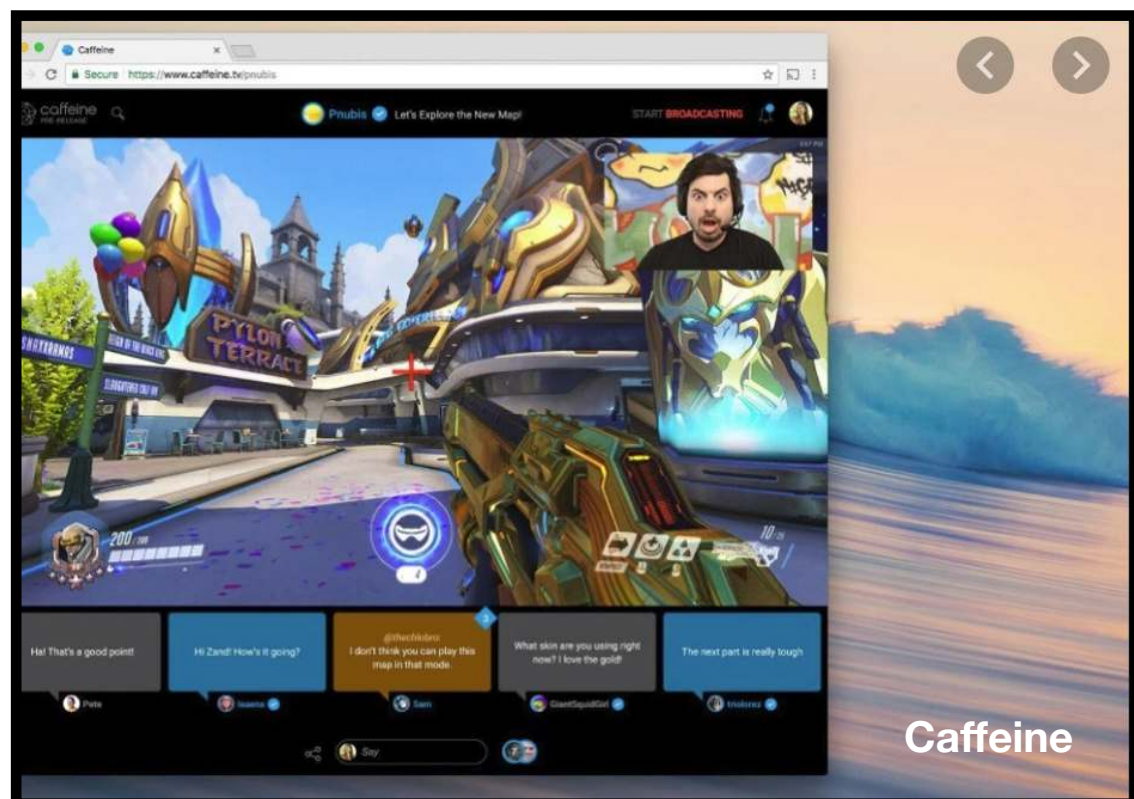 Caffeine
Secure https://www.caffeine.tv/pnubis
caffeine
PRE-RELEASE
Pnubis Let's Explore the New Map!
START BROADCASTING
PYLON
TERRACE
200
10
4
Ha! That's a good point!
Pete
Hi Zand! How's it going?
I don't think you can play this
map in that mode.
3
Sam
What skin are you using right
now? I love the gold!
GiantSquidGirl
The next part is really tough
Say
Caffeine